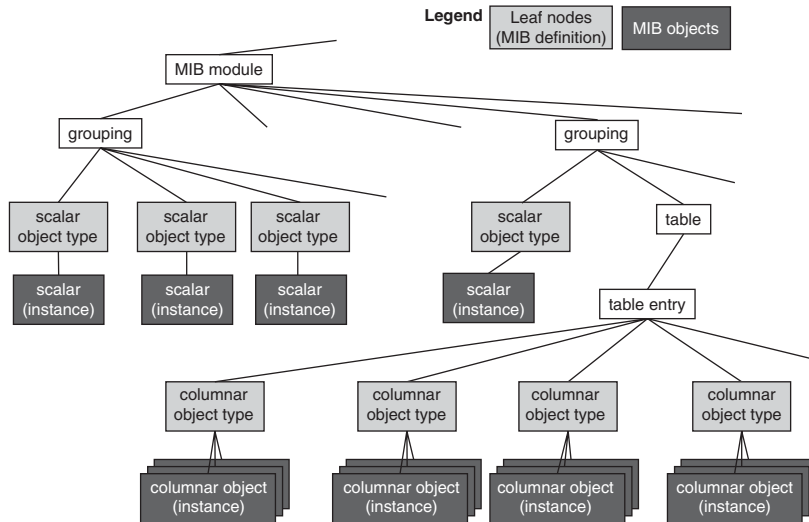 Legend
Leaf nodes
(MIB definition)
MIB objects
MIB module
grouping
grouping
scalar
object type
scalar
object type
scalar
object type
scalar
object type
table
scalar
(instance)
scalar
(instance)
scalar
(instance)
scalar
(instance)
table entry
columnar
object type
columnar
object type
columnar
object type
columnar
object type
columnar object
(instance)
columnar object
(instance)
columnar object
(instance)
columnar object
(instance)